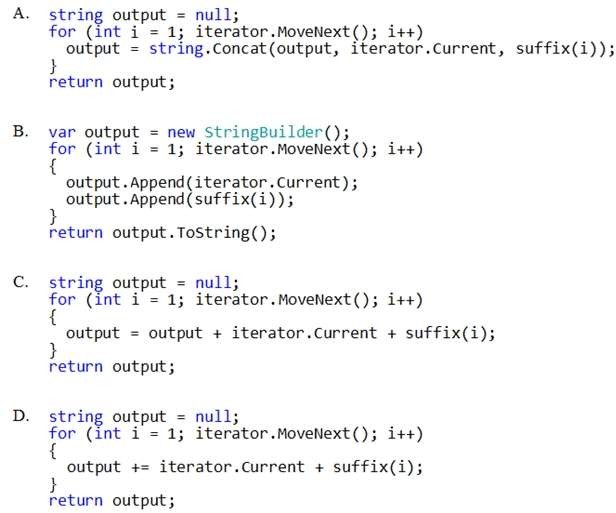 A. string output = null;
for (int i = 1; iterator.MoveNext(); i++)
output = string.Concat(output, iterator.Current, suffix(i));
}
return output;
B. var output = new StringBuilder();
for (int i = 1; iterator.MoveNext(); i++)
{
output.Append(iterator.Current);
output.Append(suffix(i));
}
return output.ToString();
C. string output = null;
for (int i = 1; iterator.MoveNext(); i++)
{
output = output + iterator.Current + suffix(i);
}
return output;
D. string output = null;
for (int i = 1; iterator.MoveNext(); i++)
{
output += iterator.Current + suffix(i);
}
return output;